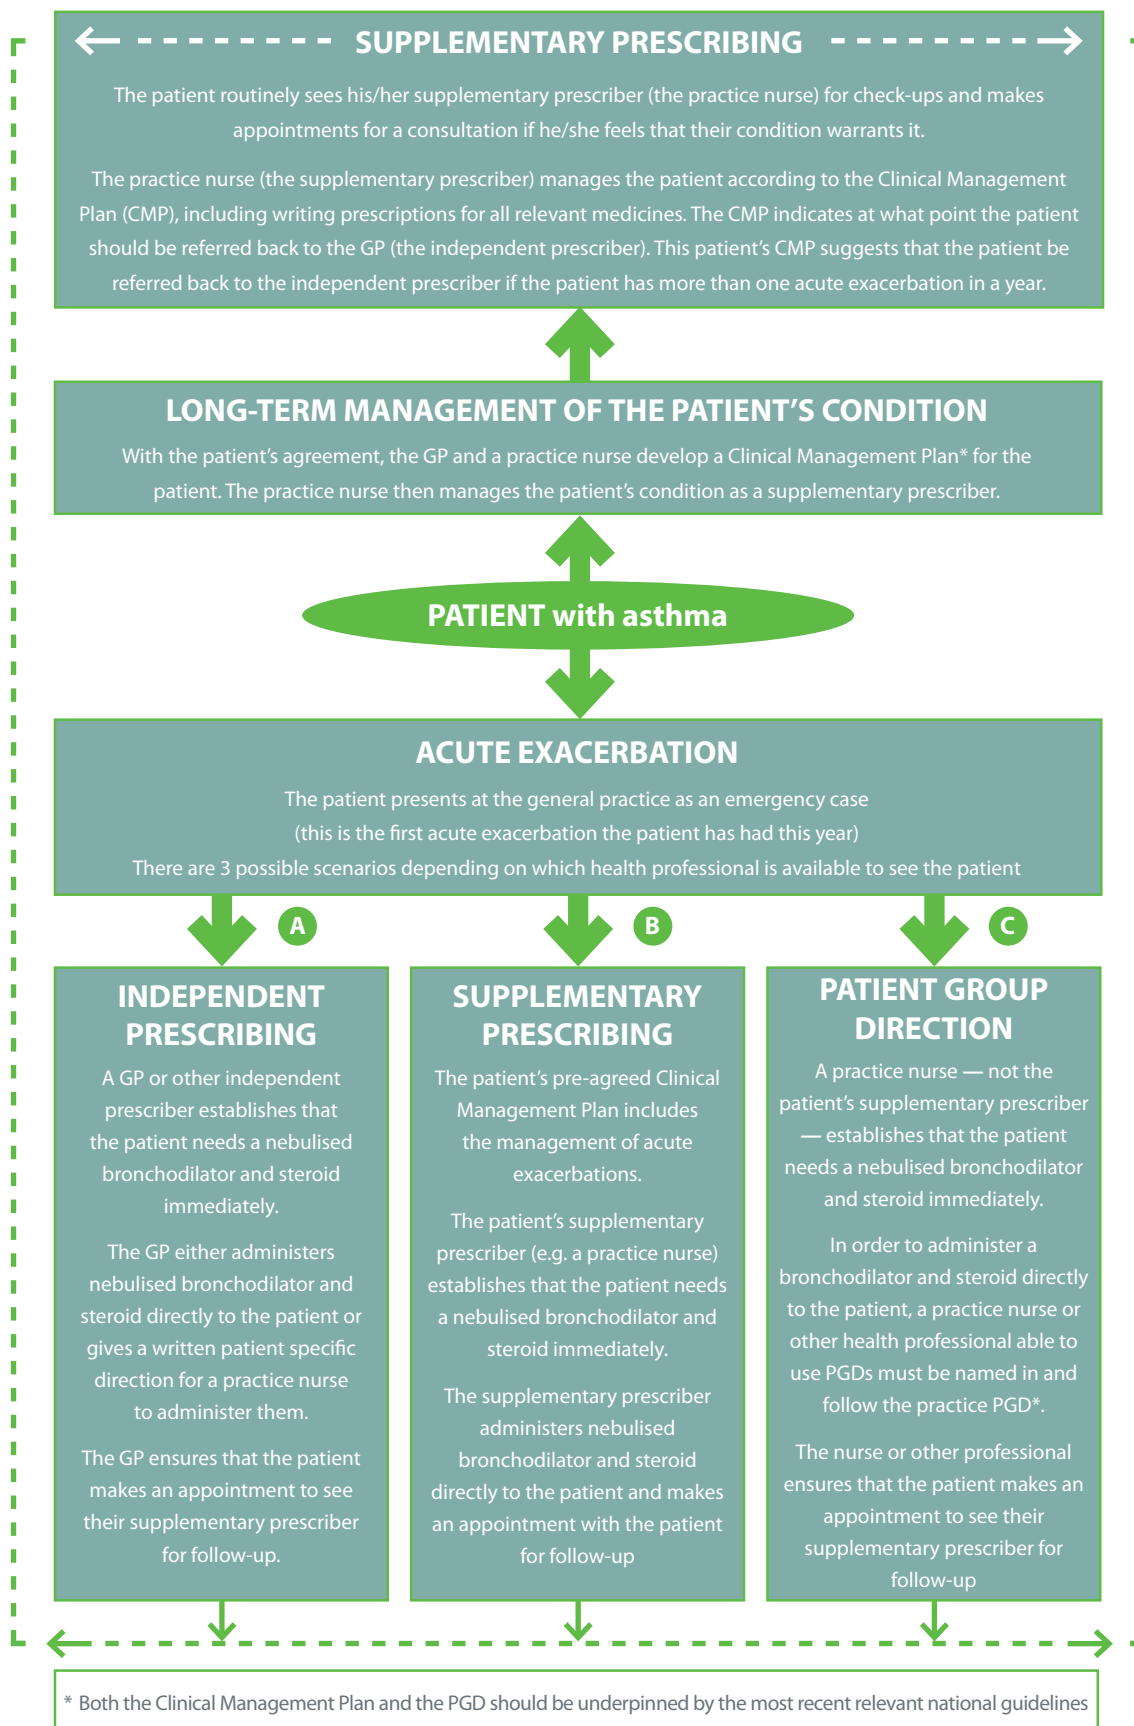 SUPPLEMENTARY PRESCRIBING
The patient routinely sees his/her supplementary prescriber (the practice nurse) for check-ups and makes
appointments for a consultation if he/she feels that their condition warrants it.
The practice nurse (the supplementary prescriber) manages the patient according to the Clinical Management
Plan (CMP), including writing prescriptions for all relevant medicines. The CMP indicates at what point the patient
should be referred back to the GP (the independent prescriber). This patient's CMP suggests that the patient be
referred back to the independent prescriber if the patient has more than one acute exacerbation in a year.
LONG-TERM MANAGEMENT OF THE PATIENT'S CONDITION
With the patient's agreement, the GP and a practice nurse develop a Clinical Management Plan* for the
patient. The practice nurse then manages the patient's condition as a supplementary prescriber.
PATIENT with asthma
ACUTE EXACERBATION
The patient presents at the general practice as an emergency case
(this is the first acute exacerbation the patient has had this year)
There are 3 possible scenarios depending on which health professional is available to see the patient
A
INDEPENDENT
PRESCRIBING
A GP or other independent
prescriber establishes that
the patient needs a nebulised
bronchodilator and steroid
immediately.
The GP either administers
nebulised bronchodilator and
steroid directly to the patient or
gives a written patient specific
direction for a practice nurse
to administer them.
The GP ensures that the patient
makes an appointment to see
their supplementary prescriber
for follow-up.
B
SUPPLEMENTARY
PRESCRIBING
The patient's pre-agreed Clinical
Management Plan includes
the management of acute
exacerbations.
The patient's supplementary
prescriber (e.g. a practice nurse)
establishes that the patient needs
a nebulised bronchodilator and
steroid immediately.
The supplementary prescriber
administers nebulised
bronchodilator and steroid
directly to the patient and makes
an appointment with the patient
for follow-up
C
PATIENT GROUP
DIRECTION
A practice nurse — not the
patient's supplementary prescriber
— establishes that the patient
needs a nebulised bronchodilator
and steroid immediately.
In order to administer a
bronchodilator and steroid directly
to the patient, a practice nurse or
other health professional able to
use PGDs must be named in and
follow the practice PGD*.
The nurse or other professional
ensures that the patient makes an
appointment to see their
supplementary prescriber for
follow-up
* Both the Clinical Management Plan and the PGD should be underpinned by the most recent relevant national guidelines